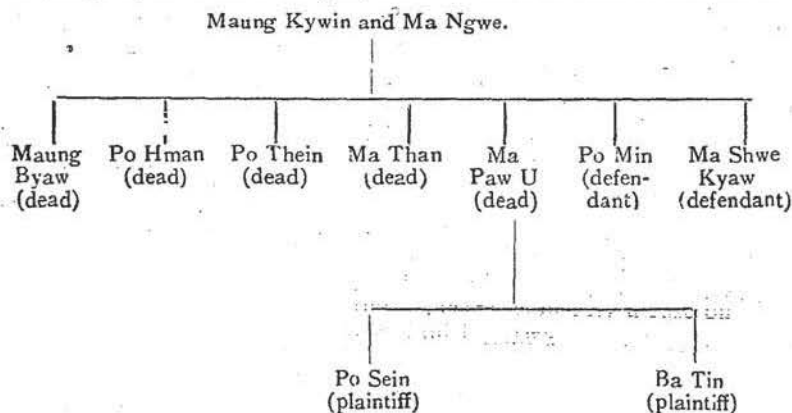 Maung Kywin and Ma Ngwe.
Maung Byaw (dead)
Po Hman (dead)
Po Thein (dead)
Ma Than (dead)
Ma Paw U (dead)
Po Min (defen-dant)
Ma Shwe Kyaw (defendant)
Po Sein (plaintiff)
Ba Tin (plaintiff)